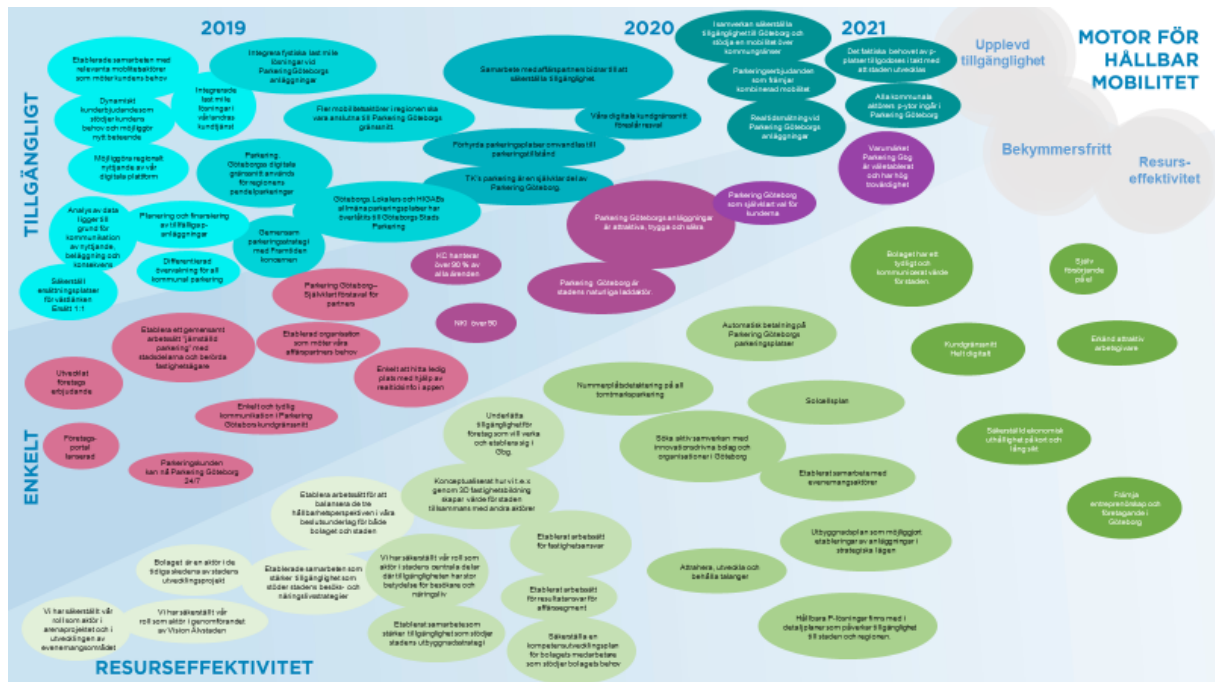 2019
2020
2021
MOTOR FÖR
HÅLLBAR
MOBILITET
Upplevd
tillgänglighet
Bekymmersfritt
Resurs-
effektivitet
TILLGÄNGLIGT
Etablerade samarbeten med
relevanta mobilitetsaktörer
som möter kundens behov
Integrera fysiska last mile
lösningar vid
Parkering Göteborgs
anläggningar
Dynamiskt
kunderbjudande som
stödjer kundens
behov och möjliggör
nytt beteende
Integrerade
last mile
lösningar i
varandras
kundtjänst
Fler mobilitetsaktörer i regionen ska
vara anslutna till Parkering Göteborgs
gränssnitt.
Möjliggöra regionalt
nyttjande av vår
digitala plattform
Parkering
Göteborgs digitala
gränssnitt används
för regionens
pendelparkeringar
Analys av data
ligger till
grund för
kommunikation
av nyttjande,
beläggning och
konsekvens
Planering och finansiering
av tillfälliga p-
anläggningar
Gemensam
parkeringsstrategi
med Framtiden
koncernen
Göteborgs Lokalers och HIGABs
allmäna parkeringsplatser har
överlåtits till Göteborgs Stads
Parkering
Säkerställt
ersättningsplatser
för västlänken
Ersätt 1:1
Differentierad
övervakning för all
kommunal parkering
Samarbete med affärspartners bidrar till att
säkerställa tillgänglighet
Våra digitala kundgränssnitt
föreslår resval
Förhyrda parkeringsplatser omvandlas till
parkeringstillstånd
TK's parkering är en självklar del av
Parkering Göteborg.
I samverkan säkerställa
tillgänglighet till Göteborg och
stödja en mobilitet över
kommungränser
Parkeringserbjudanden
som främjar
kombinerad mobilitet
Realtidsmätning vid
Parkering Göteborgs
anläggningar
Det faktiska behovet av p-
platser tillgodoses i takt med
att staden utvecklas
Alla kommunala
aktörers p-ytor ingår i
Parkering Göteborg
Varumärket
Parkering Gbg
är väletablerat
och har hög
trovärdighet
Parkering Göteborg
som självklart val för
kunderna
Parkering Göteborgs anläggningar
är attraktiva, trygga och säkra
Parkering Göteborg är
stadens naturliga laddaktör.
KC hanterar
över 90 % av
alla ärenden
NKI över 90
ENKELT
Parkering Göteborg–
Självklart förstaval för
partners
Etablera ett gemensamt
arbetssätt "jämställd
parkering" med
stadsdelarna och berörda
fastighetsägare
Etablerad organisation
som möter våra
affärspartners behov
Utvecklat
företags
erbjudande
Enkelt att hitta ledig
plats med hjälp av
realtidsinfo i appen
Enkelt och tydlig
kommunikation i Parkering
Götebors kundgränssnitt
Företags-
portal
lanserad
Parkeringskunden
kan nå Parkering Göteborg
24/7
Bolaget har ett
tydligt och
kommunicerat värde
för staden
Själv
försörjande
på el
Kundgränssnitt
Helt digitalt
Erkänd attraktiv
arbetsgivare
Automatisk betalning på
Parkering Göteborgs
parkeringsplatser
Nummerplåtsdetektering på all
tomtmarksparkering
Solcellsplan
Söka aktiv samverkan med
innovationsdrivna bolag och
organisationer i Göteborg
Säkerställd ekonomisk
uthållighet på kort och
lång sikt
Etablerat samarbete med
evenemangsaktörer
Främja
entreprenörskap och
företagande i
Göteborg
Underlätta
tillgänglighet för
företag som vill verka
och etablera sig i
Gbg.
Konceptualiserat hur vi t.e.x
genom 3D fastighetsbildning
skapar värde för staden
tillsammans med andra aktörer
Etablera arbetssätt för att
balansera de tre
hållbarhetsperspektiven i våra
beslutsunderlag för både
bolaget och staden
Etablerat arbetssätt
för fastighetsansvar
Utbyggnadsplan som möjliggjort
etableringar av anläggningar i
strategiska lägen
Attrahera, utveckla och
behålla talanger
Bolaget är en aktör i de
tidiga skedena av stadens
utvecklingsprojekt
Etablerade samarbeten som
stärker tillgänglighet som
stöder stadens besöks- och
näringslivsstrategier
Vi har säkerställt vår roll som
aktör i stadens centrala delar
där tillgängligheten har stor
betydelse för besökare och
näringsliv
Etablerat arbetssätt
för resultatansvar för
affärssegment
Vi har säkerställt vår
roll som aktör i
arenaprojektet och i
utvecklingen av
evenemangsområdet
Vi har säkerställt vår
roll som aktör i genomförandet
av Vision Älvstaden
Etablerat samarbete som
stärker tillgänglighet som stödjer
stadens utbyggnadsstrategi
Säkerställa en
kompetensutvecklingsplan
för bolagets medarbetare
som stödjer bolagets behov
Hållbara P-lösningar finns med i
detaljplaner som påverkar tillgänglighet
till staden och regionen.
RESURSEFFEKTIVITET